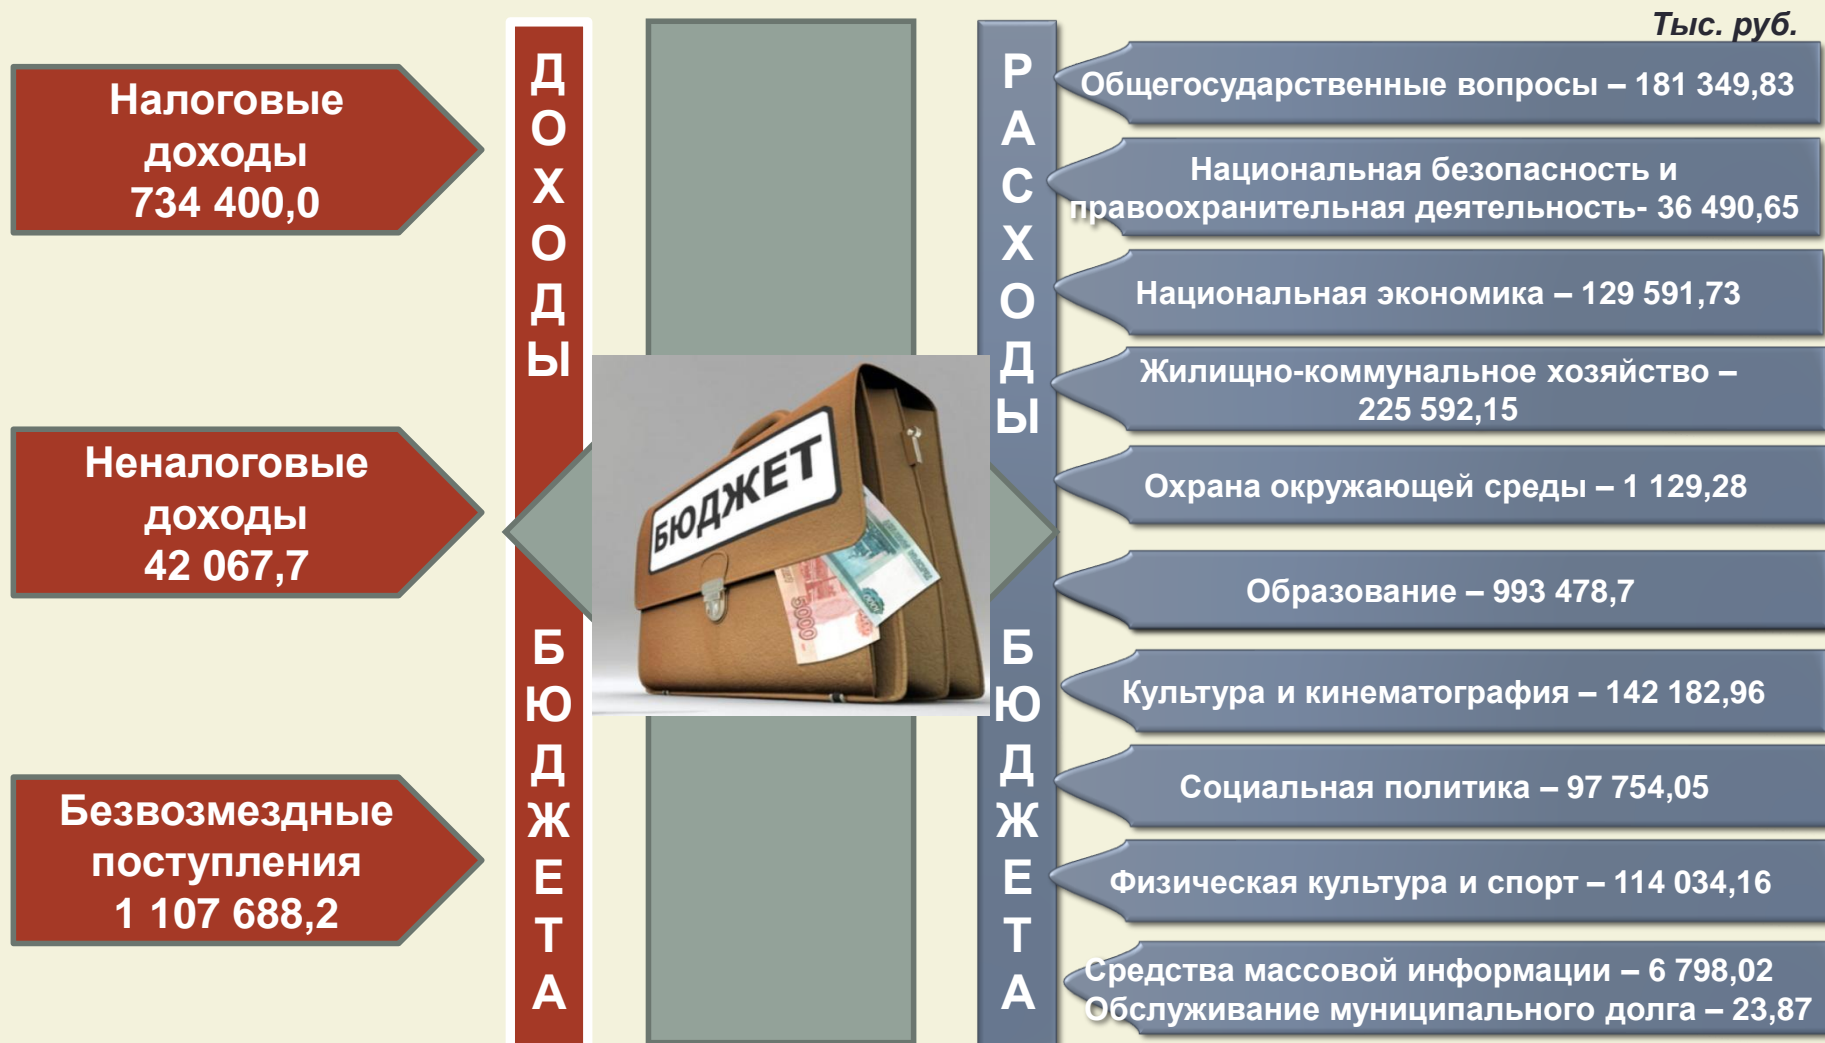 Тыс. руб.
Налоговые
доходы
734 400,0
Неналоговые
доходы
42 067,7
Безвозмездные
поступления
1 107 688,2
ДОХОДЫ БЮДЖЕТА
БЮДЖЕТ
5000
РАСХОДЫ БЮДЖЕТА
Общегосударственные вопросы – 181 349,83
Национальная безопасность и
правоохранительная деятельность- 36 490,65
Национальная экономика – 129 591,73
Жилищно-коммунальное хозяйство –
225 592,15
Охрана окружающей среды – 1 129,28
Образование – 993 478,7
Культура и кинематография – 142 182,96
Социальная политика – 97 754,05
Физическая культура и спорт – 114 034,16
Средства массовой информации – 6 798,02
Обслуживание муниципального долга – 23,87